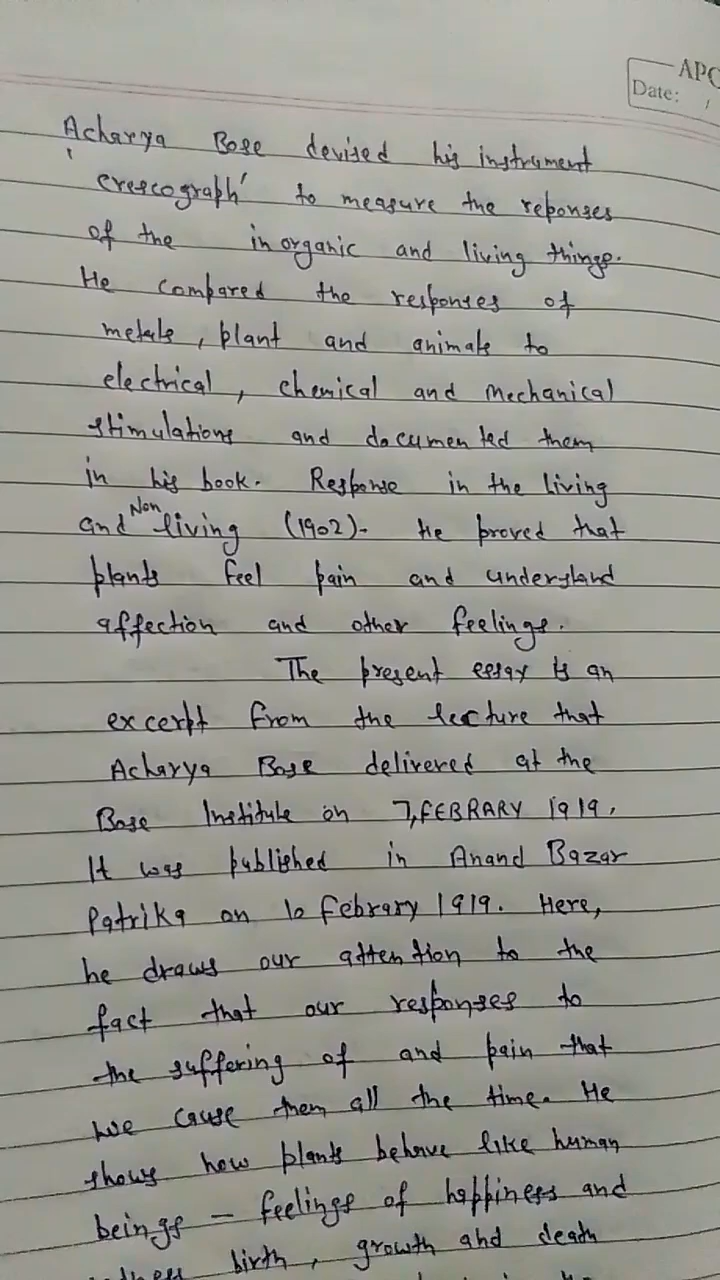 APC
Date: /
Acharya Bose devised his instrument
'crescograph' to measure the reponses
of the inorganic and living things.
He compared the responses of
metals, plant and animals to
electrical, chemical and mechanical
stimulations and documented them
in his book. Response in the living
and Non living (1902). He proved that
plants feel pain and understand
affection and other feelings.
The present essay is an
excerpt from the lecture that
Acharya Bose delivered at the
Bose Institute on 7, FEBRARY 1919.
It was published in Anand Bazar
Patrika on 10 Febrary 1919. Here,
he draws our attention to the
fact that our responses to
the suffering of and pain that
we cause them all the time. He
shows how plants behave like human
beings - feelings of happiness and
birth, growth and death